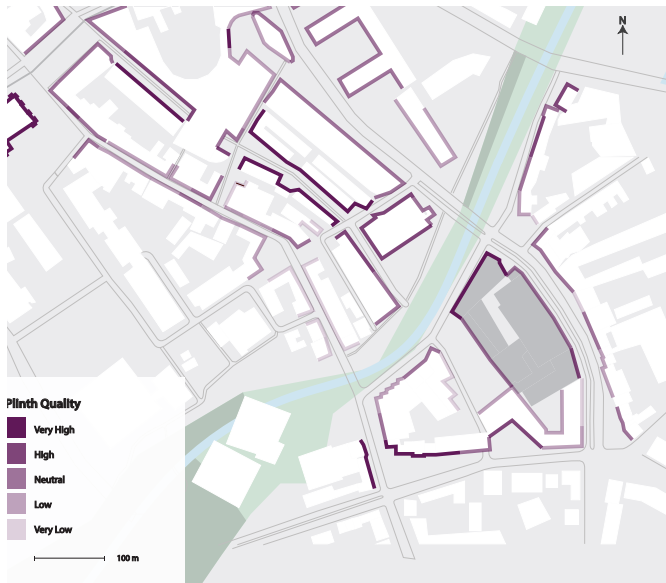 N
Plinth Quality
Very High
High
Neutral
Low
Very Low
100 m